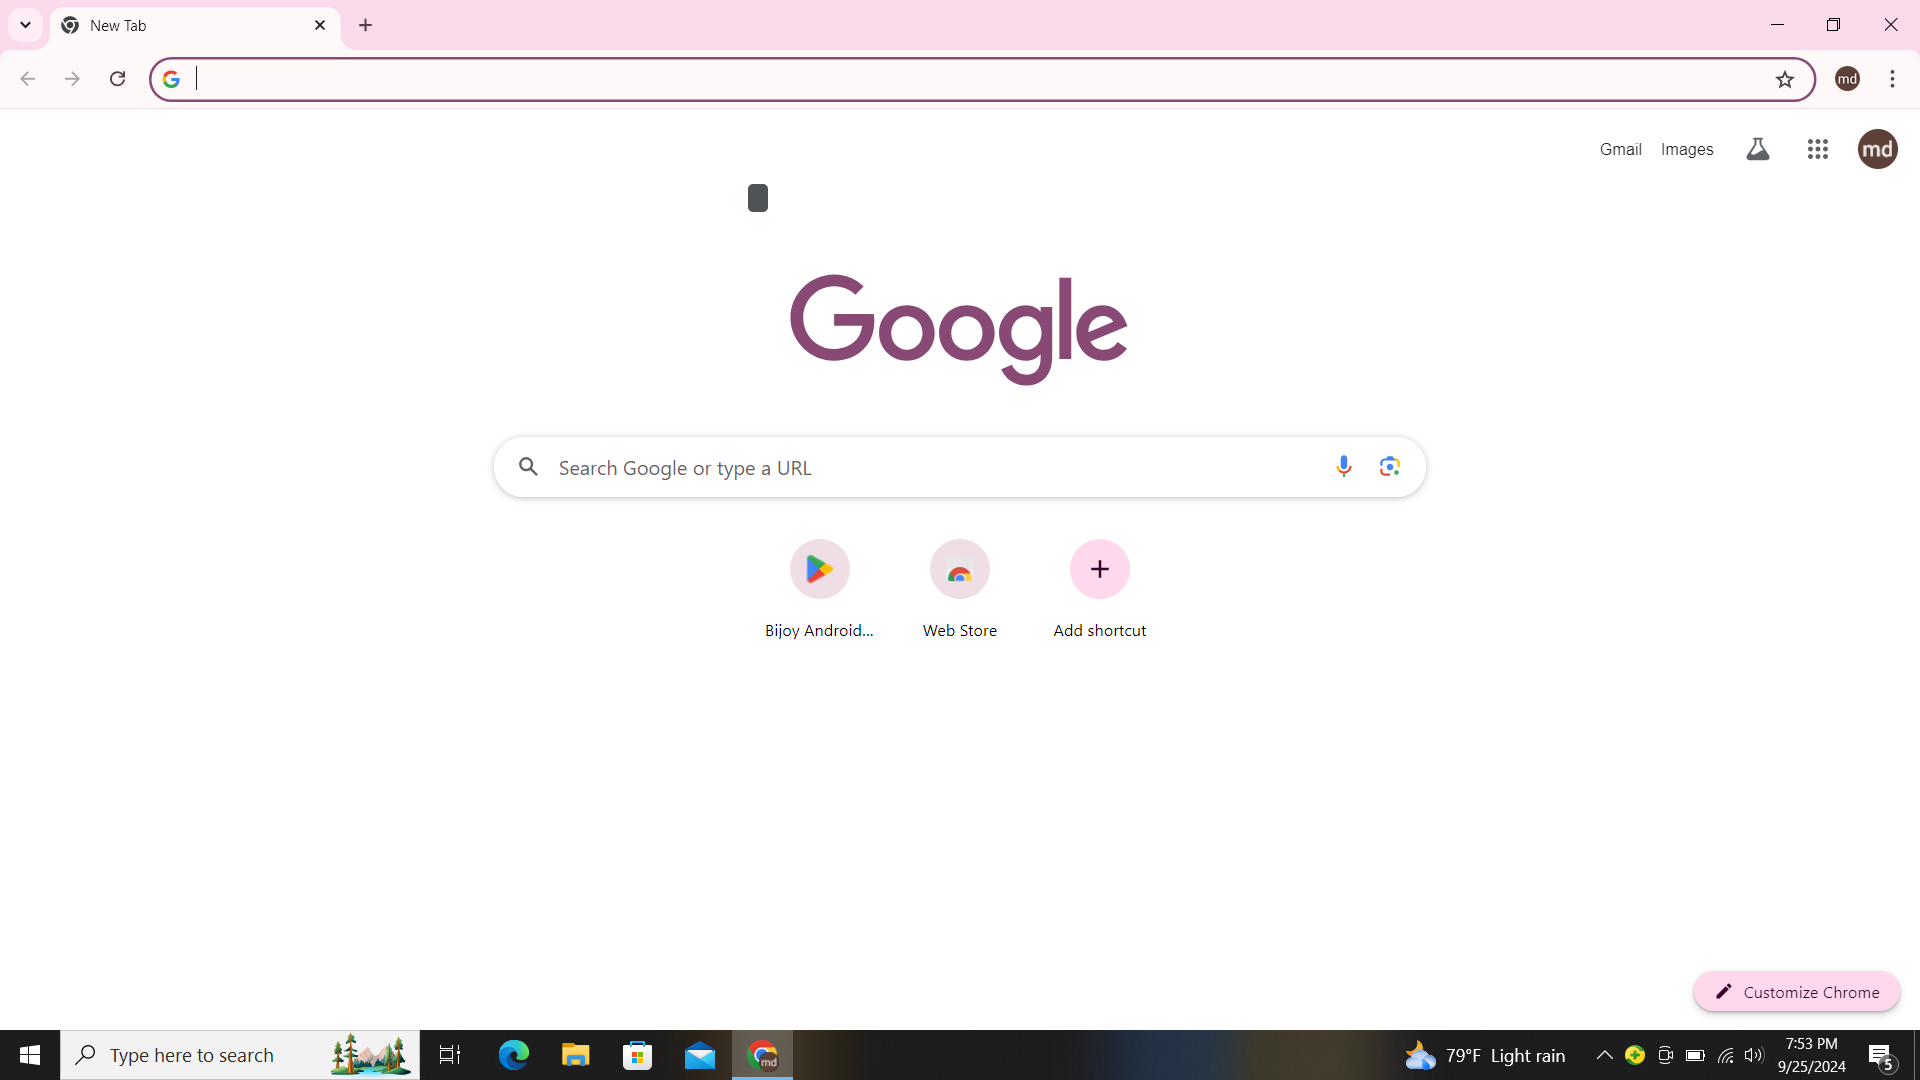 New Tab
md
Gmail Images md
Google
Search Google or type a URL
Bijoy Android... Web Store Add shortcut
Customize Chrome
Type here to search
md
79°F Light rain
7:53 PM
9/25/2024
5